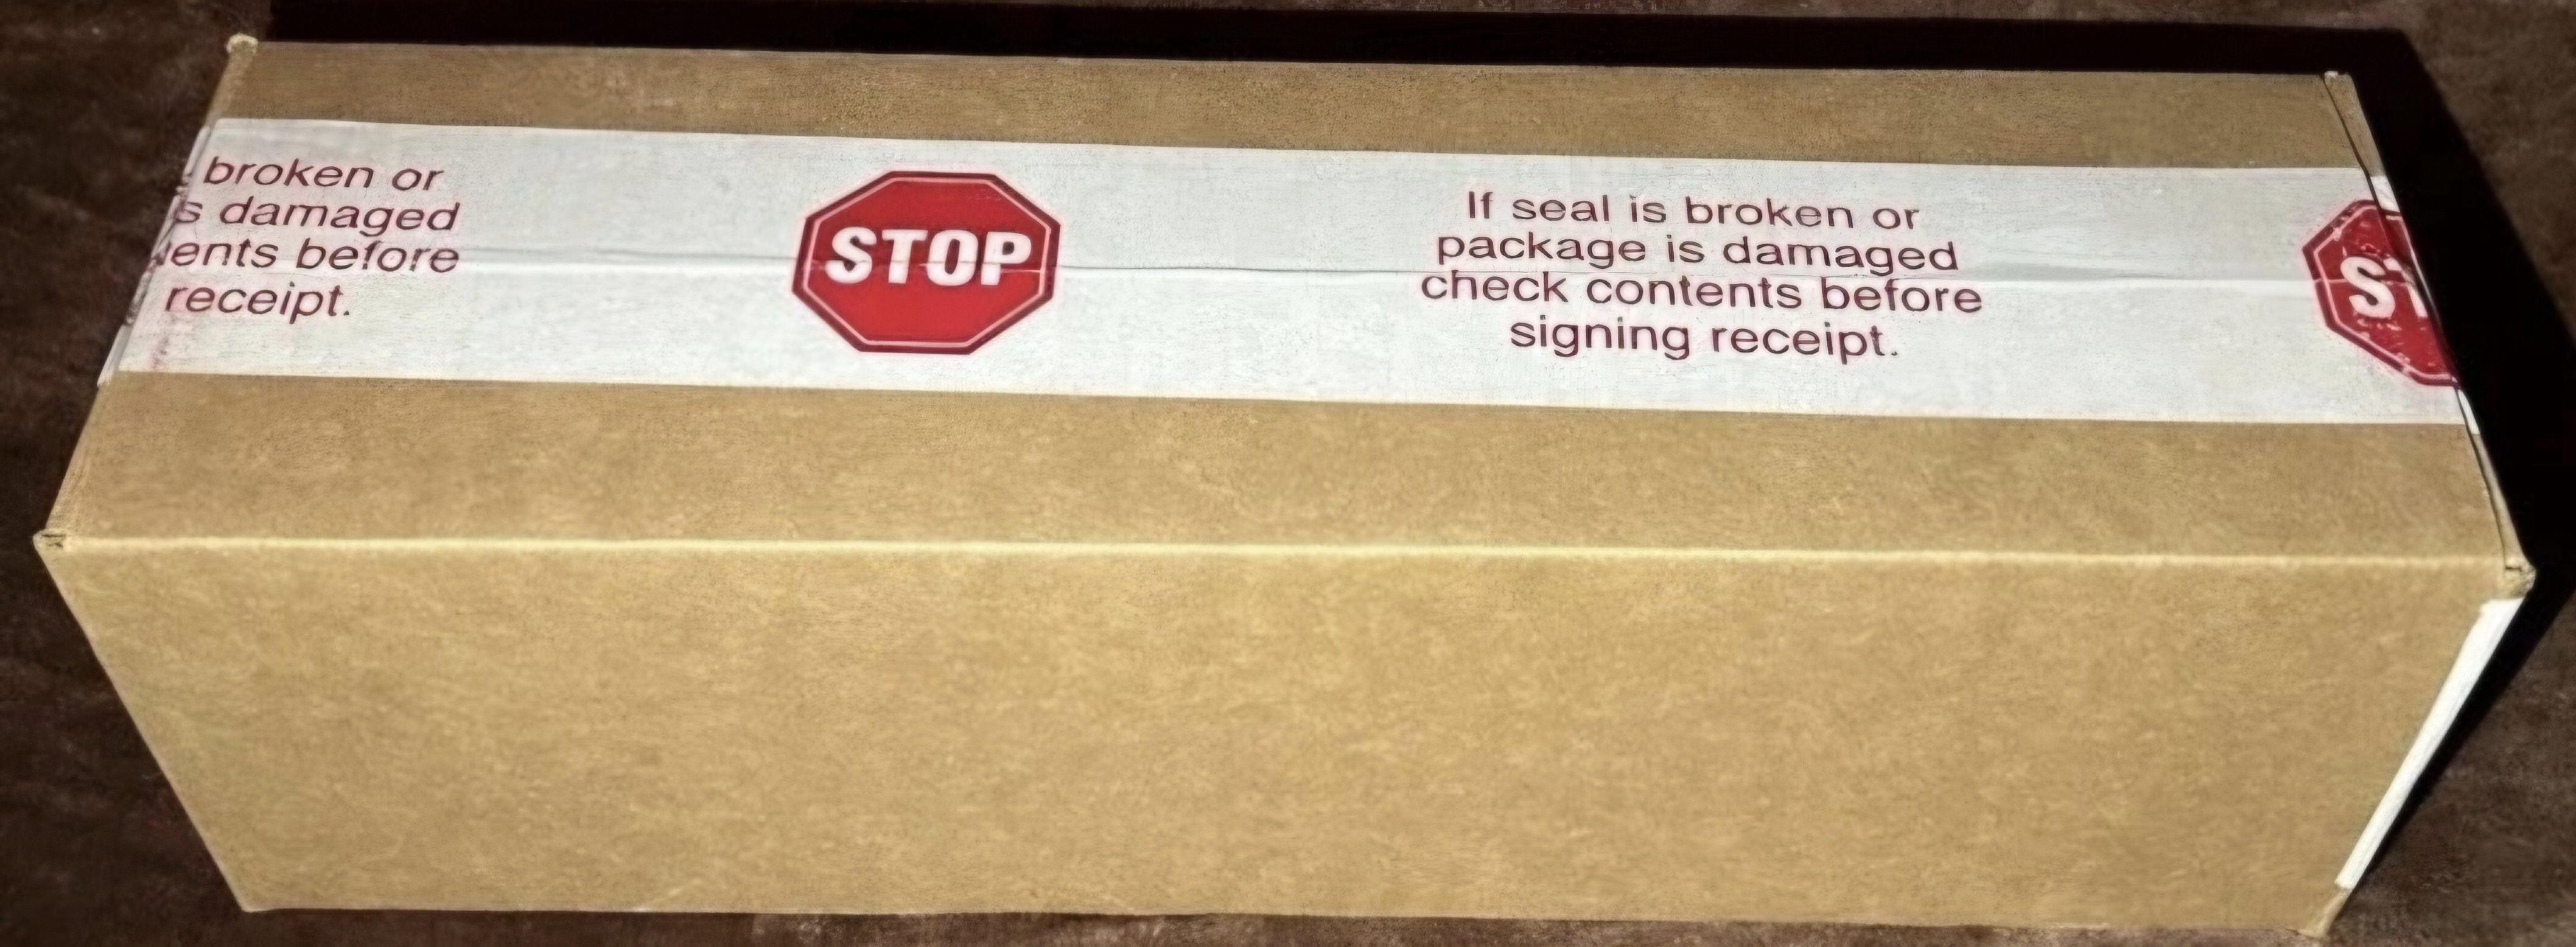 broken or
s damaged
ents before
receipt.
STOP
If seal is broken or
package is damaged
check contents before
signing receipt.
ST